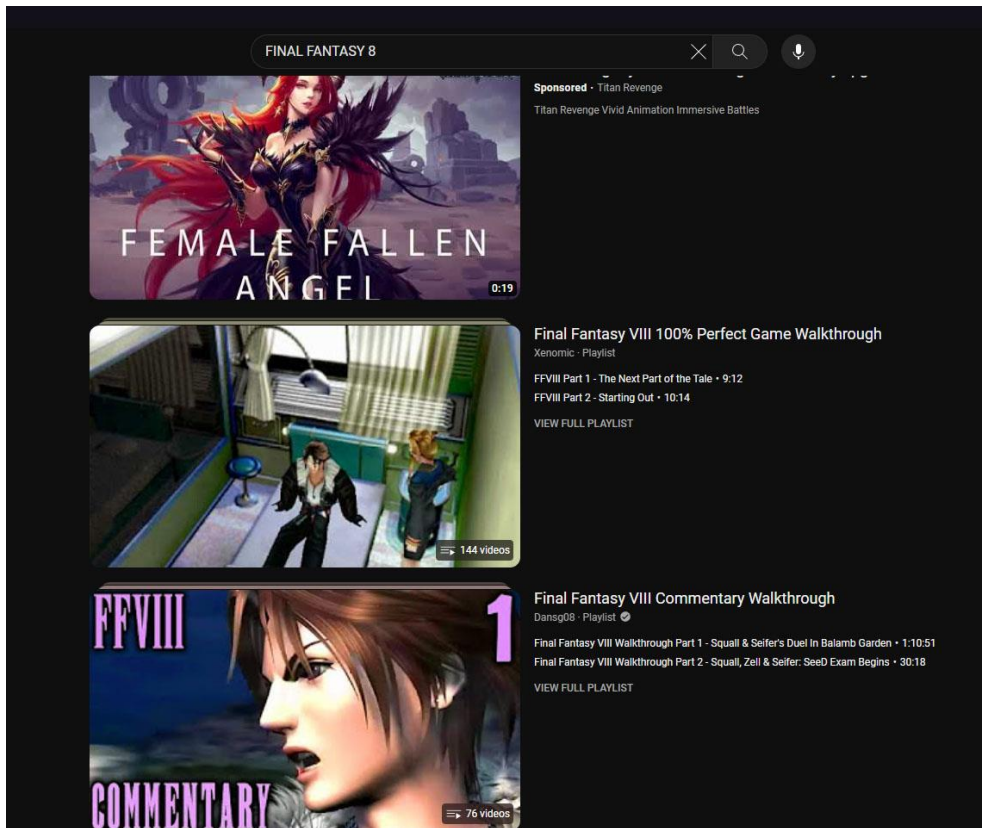 FINAL FANTASY 8
Sponsored · Titan Revenge
Titan Revenge Vivid Animation Immersive Battles
FEMALE FALLEN
ANGEL
0:19
Final Fantasy VIII 100% Perfect Game Walkthrough
Xenomic · Playlist
FFVIII Part 1 - The Next Part of the Tale • 9:12
FFVIII Part 2 - Starting Out • 10:14
VIEW FULL PLAYLIST
144 videos
Final Fantasy VIII Commentary Walkthrough
Dansg08 · Playlist
Final Fantasy VIII Walkthrough Part 1 - Squall & Seifer's Duel In Balamb Garden • 1:10:51
Final Fantasy VIII Walkthrough Part 2 - Squall, Zell & Seifer: SeeD Exam Begins • 30:18
VIEW FULL PLAYLIST
FFVIII 1
COMMENTARY
76 videos